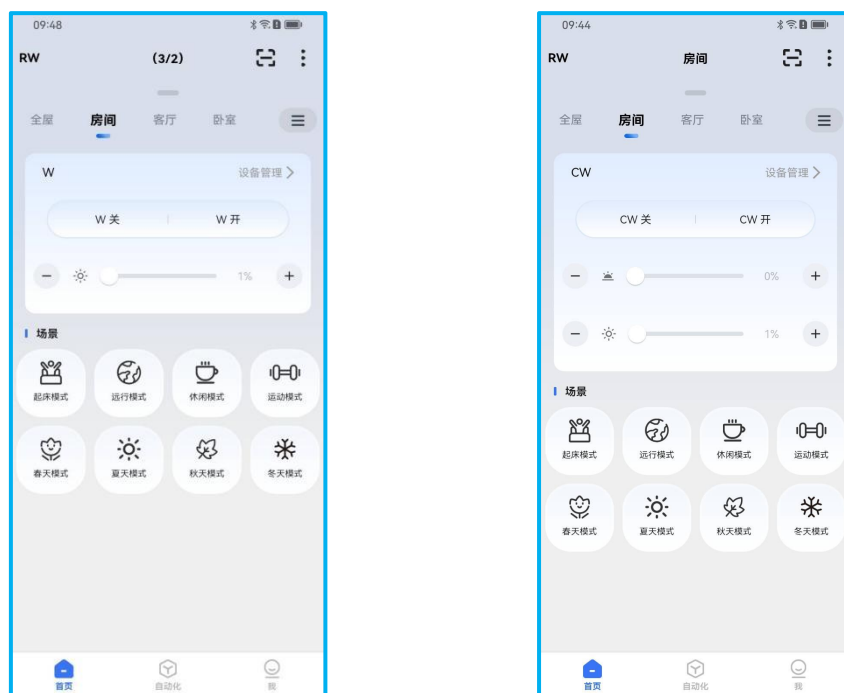 09:48
RW (3/2)
全屋 房间 客厅 卧室
W 设备管理
W 关 W 开
1%
场景
起床模式 远行模式 休闲模式 运动模式
春天模式 夏天模式 秋天模式 冬天模式
首页 自动化 我
09:44
RW 房间
全屋 房间 客厅 卧室
CW 设备管理
CW 关 CW 开
0%
1%
场景
起床模式 远行模式 休闲模式 运动模式
春天模式 夏天模式 秋天模式 冬天模式
首页 自动化 我